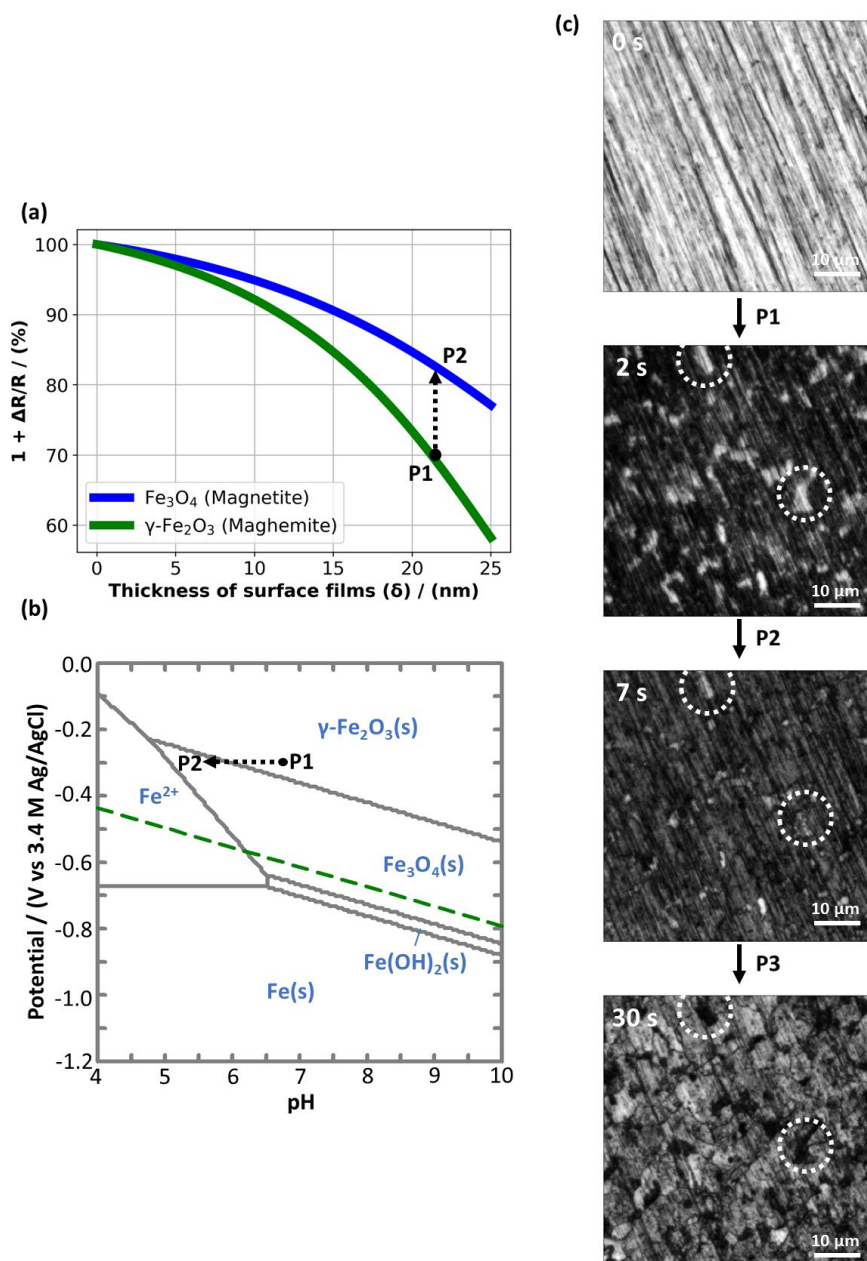 (a)
1 + ΔR/R / (%)
100
90
80
70
60
P2
P1
Fe₃O₄ (Magnetite)
γ-Fe₂O₃ (Maghemite)
0 5 10 15 20 25
Thickness of surface films (δ) / (nm)
(b)
Potential / (V vs 3.4 M Ag/AgCl)
0.0
-0.2
-0.4
-0.6
-0.8
-1.0
-1.2
γ-Fe₂O₃(s)
P2 P1
Fe²⁺
Fe₃O₄(s)
Fe(OH)₂(s)
Fe(s)
4 5 6 7 8 9 10
pH
(c)
0 s
10 µm
P1
2 s
10 µm
P2
7 s
10 µm
P3
30 s
10 µm